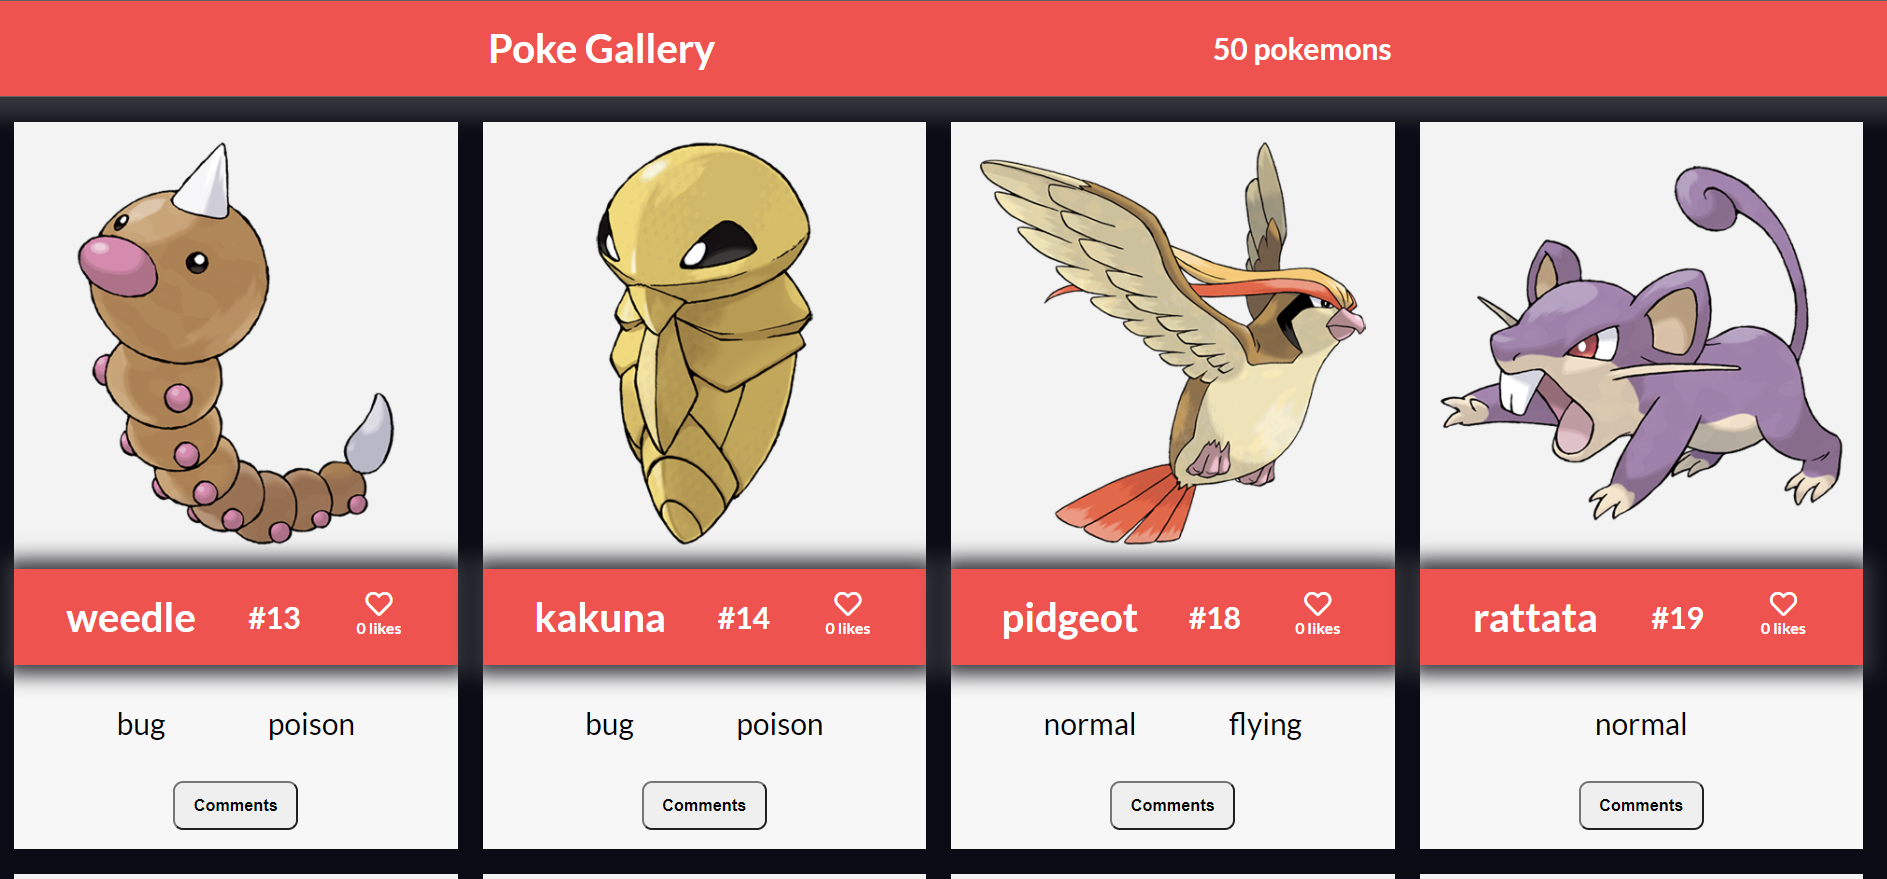 Poke Gallery
50 pokemons
weedle #13 0 likes
bug poison
Comments
kakuna #14 0 likes
bug poison
Comments
pidgeot #18 0 likes
normal flying
Comments
rattata #19 0 likes
normal
Comments